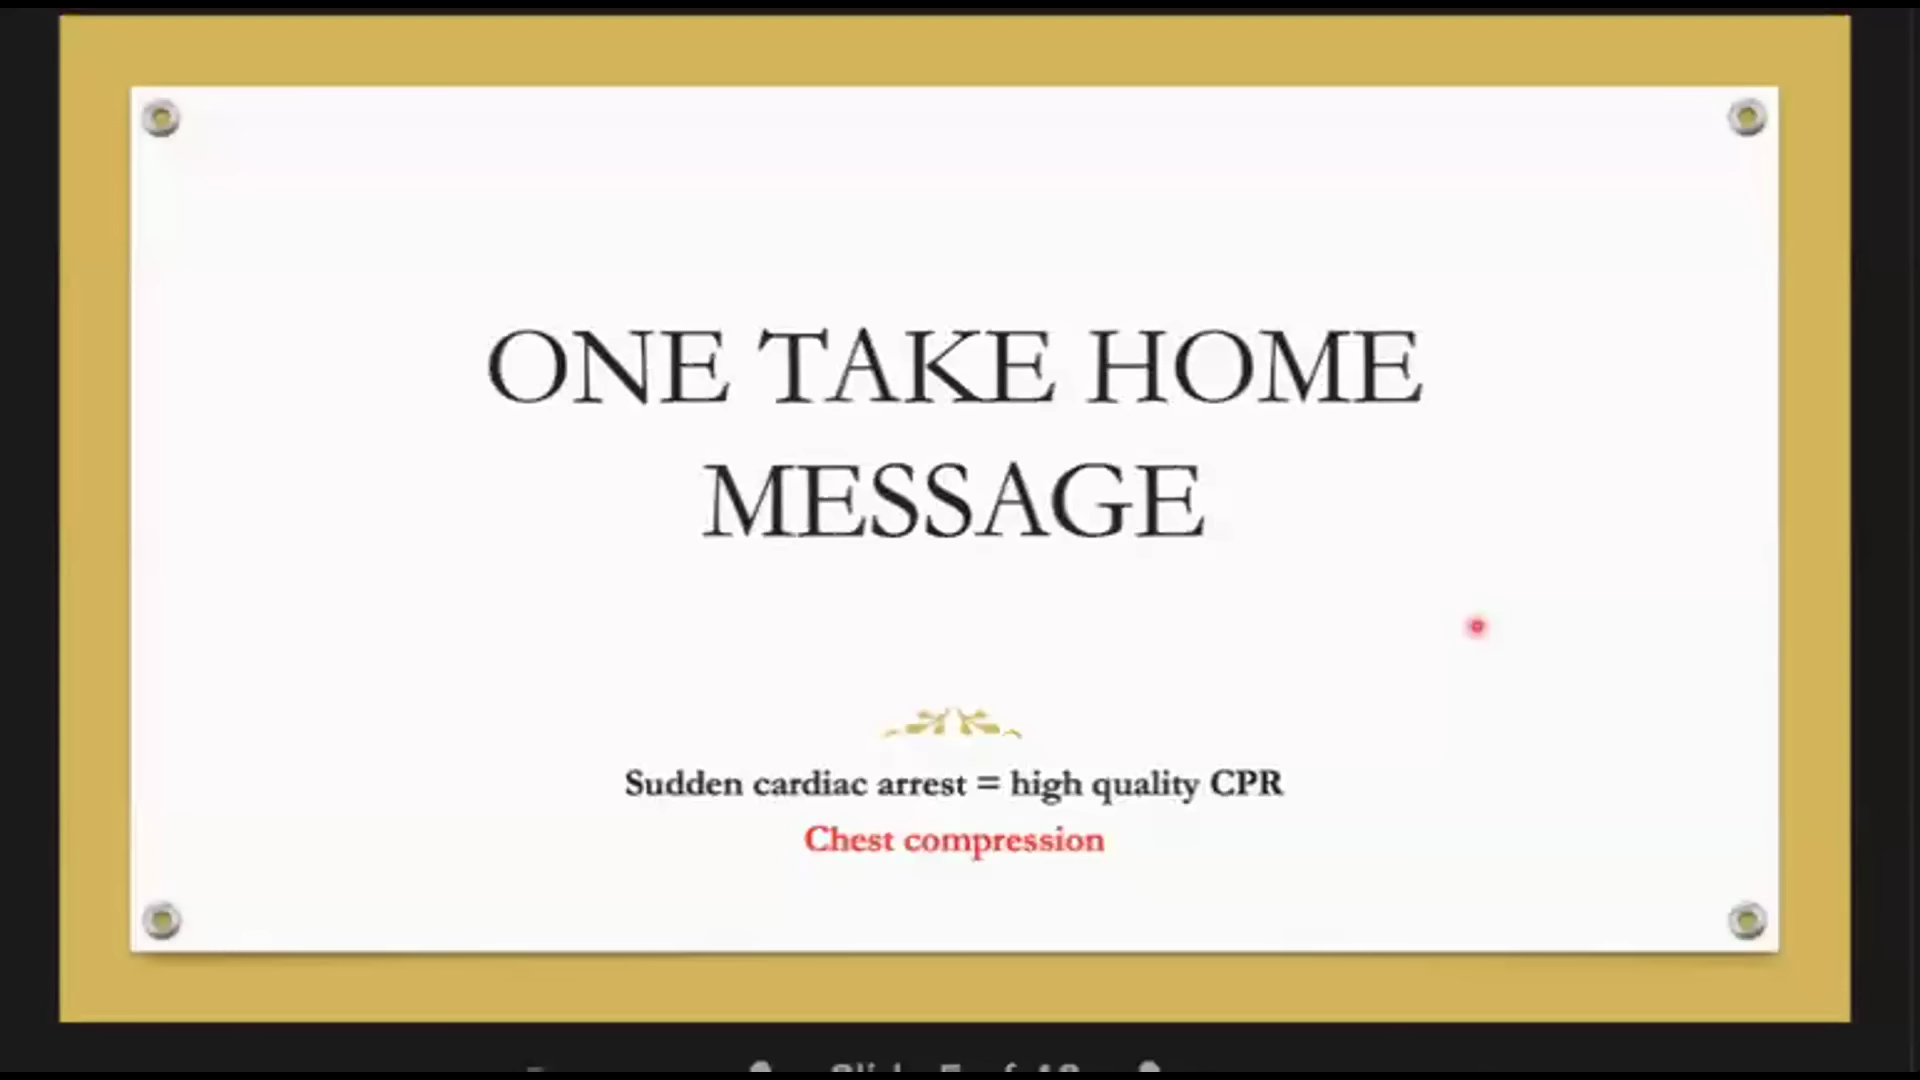 ONE TAKE HOME
MESSAGE
Sudden cardiac arrest = high quality CPR
Chest compression